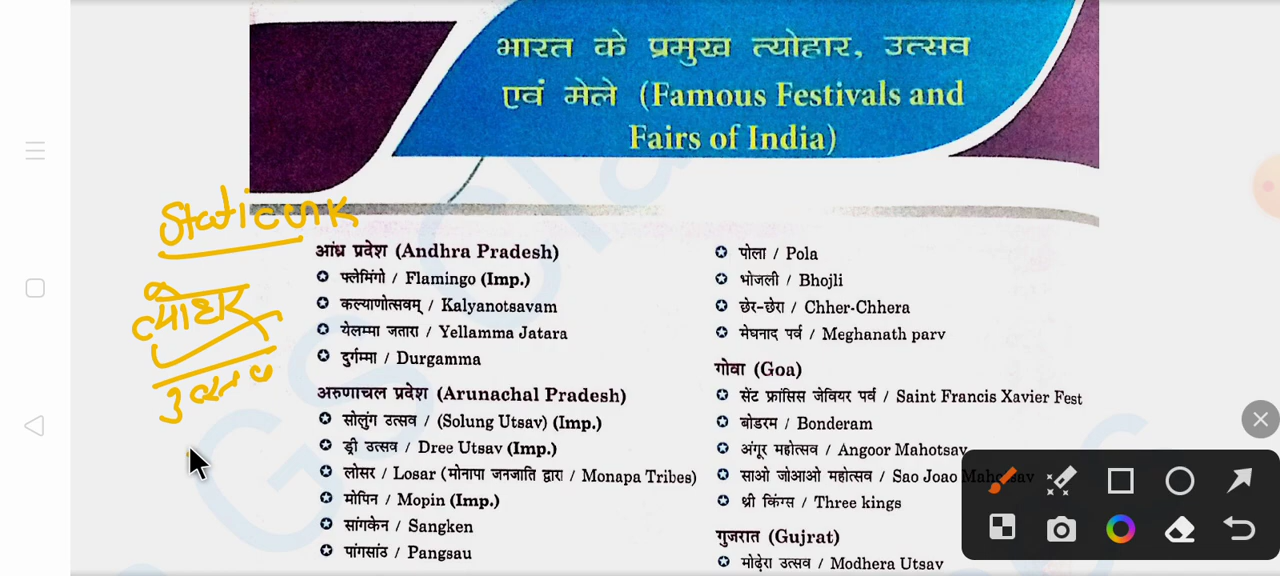 भारत के प्रमुख त्योहार, उत्सव
एवं मेले (Famous Festivals and
Fairs of India)
Static GK
त्योहार
उत्सव
आंध्र प्रदेश (Andhra Pradesh)
फ्लेमिंगो / Flamingo (Imp.)
कल्याणोत्सवम् / Kalyanotsavam
येलम्मा जतारा / Yellamma Jatara
दुर्गम्मा / Durgamma
अरुणाचल प्रदेश (Arunachal Pradesh)
सोलुंग उत्सव / (Solung Utsav) (Imp.)
ड्री उत्सव / Dree Utsav (Imp.)
लोसर / Losar (मोनापा जनजाति द्वारा / Monapa Tribes)
मोपिन / Mopin (Imp.)
सांगकेन / Sangken
पांगसांउ / Pangsau
पोला / Pola
भोजली / Bhojli
छेर-छेरा / Chher-Chhera
मेघनाद पर्व / Meghanath parv
गोवा (Goa)
सेंट फ्रांसिस जेवियर पर्व / Saint Francis Xavier Fest
बोडरम / Bonderam
अंगूर महोत्सव / Angoor Mahotsav
साओ जोआओ महोत्सव / Sao Joao Mahotsav
थ्री किंग्स / Three kings
गुजरात (Gujrat)
मोढ़ेरा उत्सव / Modhera Utsav